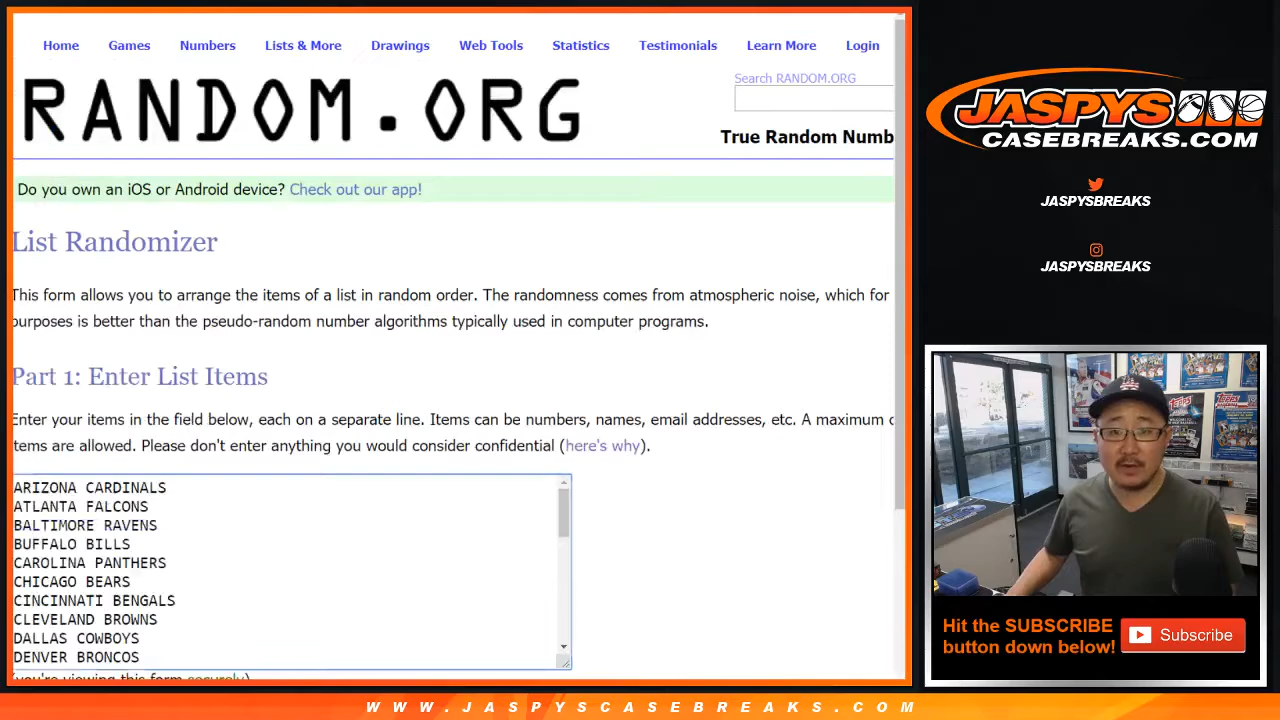 Home Games Numbers Lists & More Drawings Web Tools Statistics Testimonials Learn More Login
RANDOM.ORG
Search RANDOM.ORG
True Random Numb
Do you own an iOS or Android device? Check out our app!
List Randomizer
This form allows you to arrange the items of a list in random order. The randomness comes from atmospheric noise, which for
purposes is better than the pseudo-random number algorithms typically used in computer programs.
Part 1: Enter List Items
Enter your items in the field below, each on a separate line. Items can be numbers, names, email addresses, etc. A maximum
items are allowed. Please don't enter anything you would consider confidential (here's why).
ARIZONA CARDINALS
ATLANTA FALCONS
BALTIMORE RAVENS
BUFFALO BILLS
CAROLINA PANTHERS
CHICAGO BEARS
CINCINNATI BENGALS
CLEVELAND BROWNS
DALLAS COWBOYS
DENVER BRONCOS
(you're viewing this form securely)
JASPYS
CASEBREAKS.COM
JASPYSBREAKS
JASPYSBREAKS
Topps
Hit the SUBSCRIBE
button down below!
Subscribe
WWW.JASPYSCASEBREAKS.COM